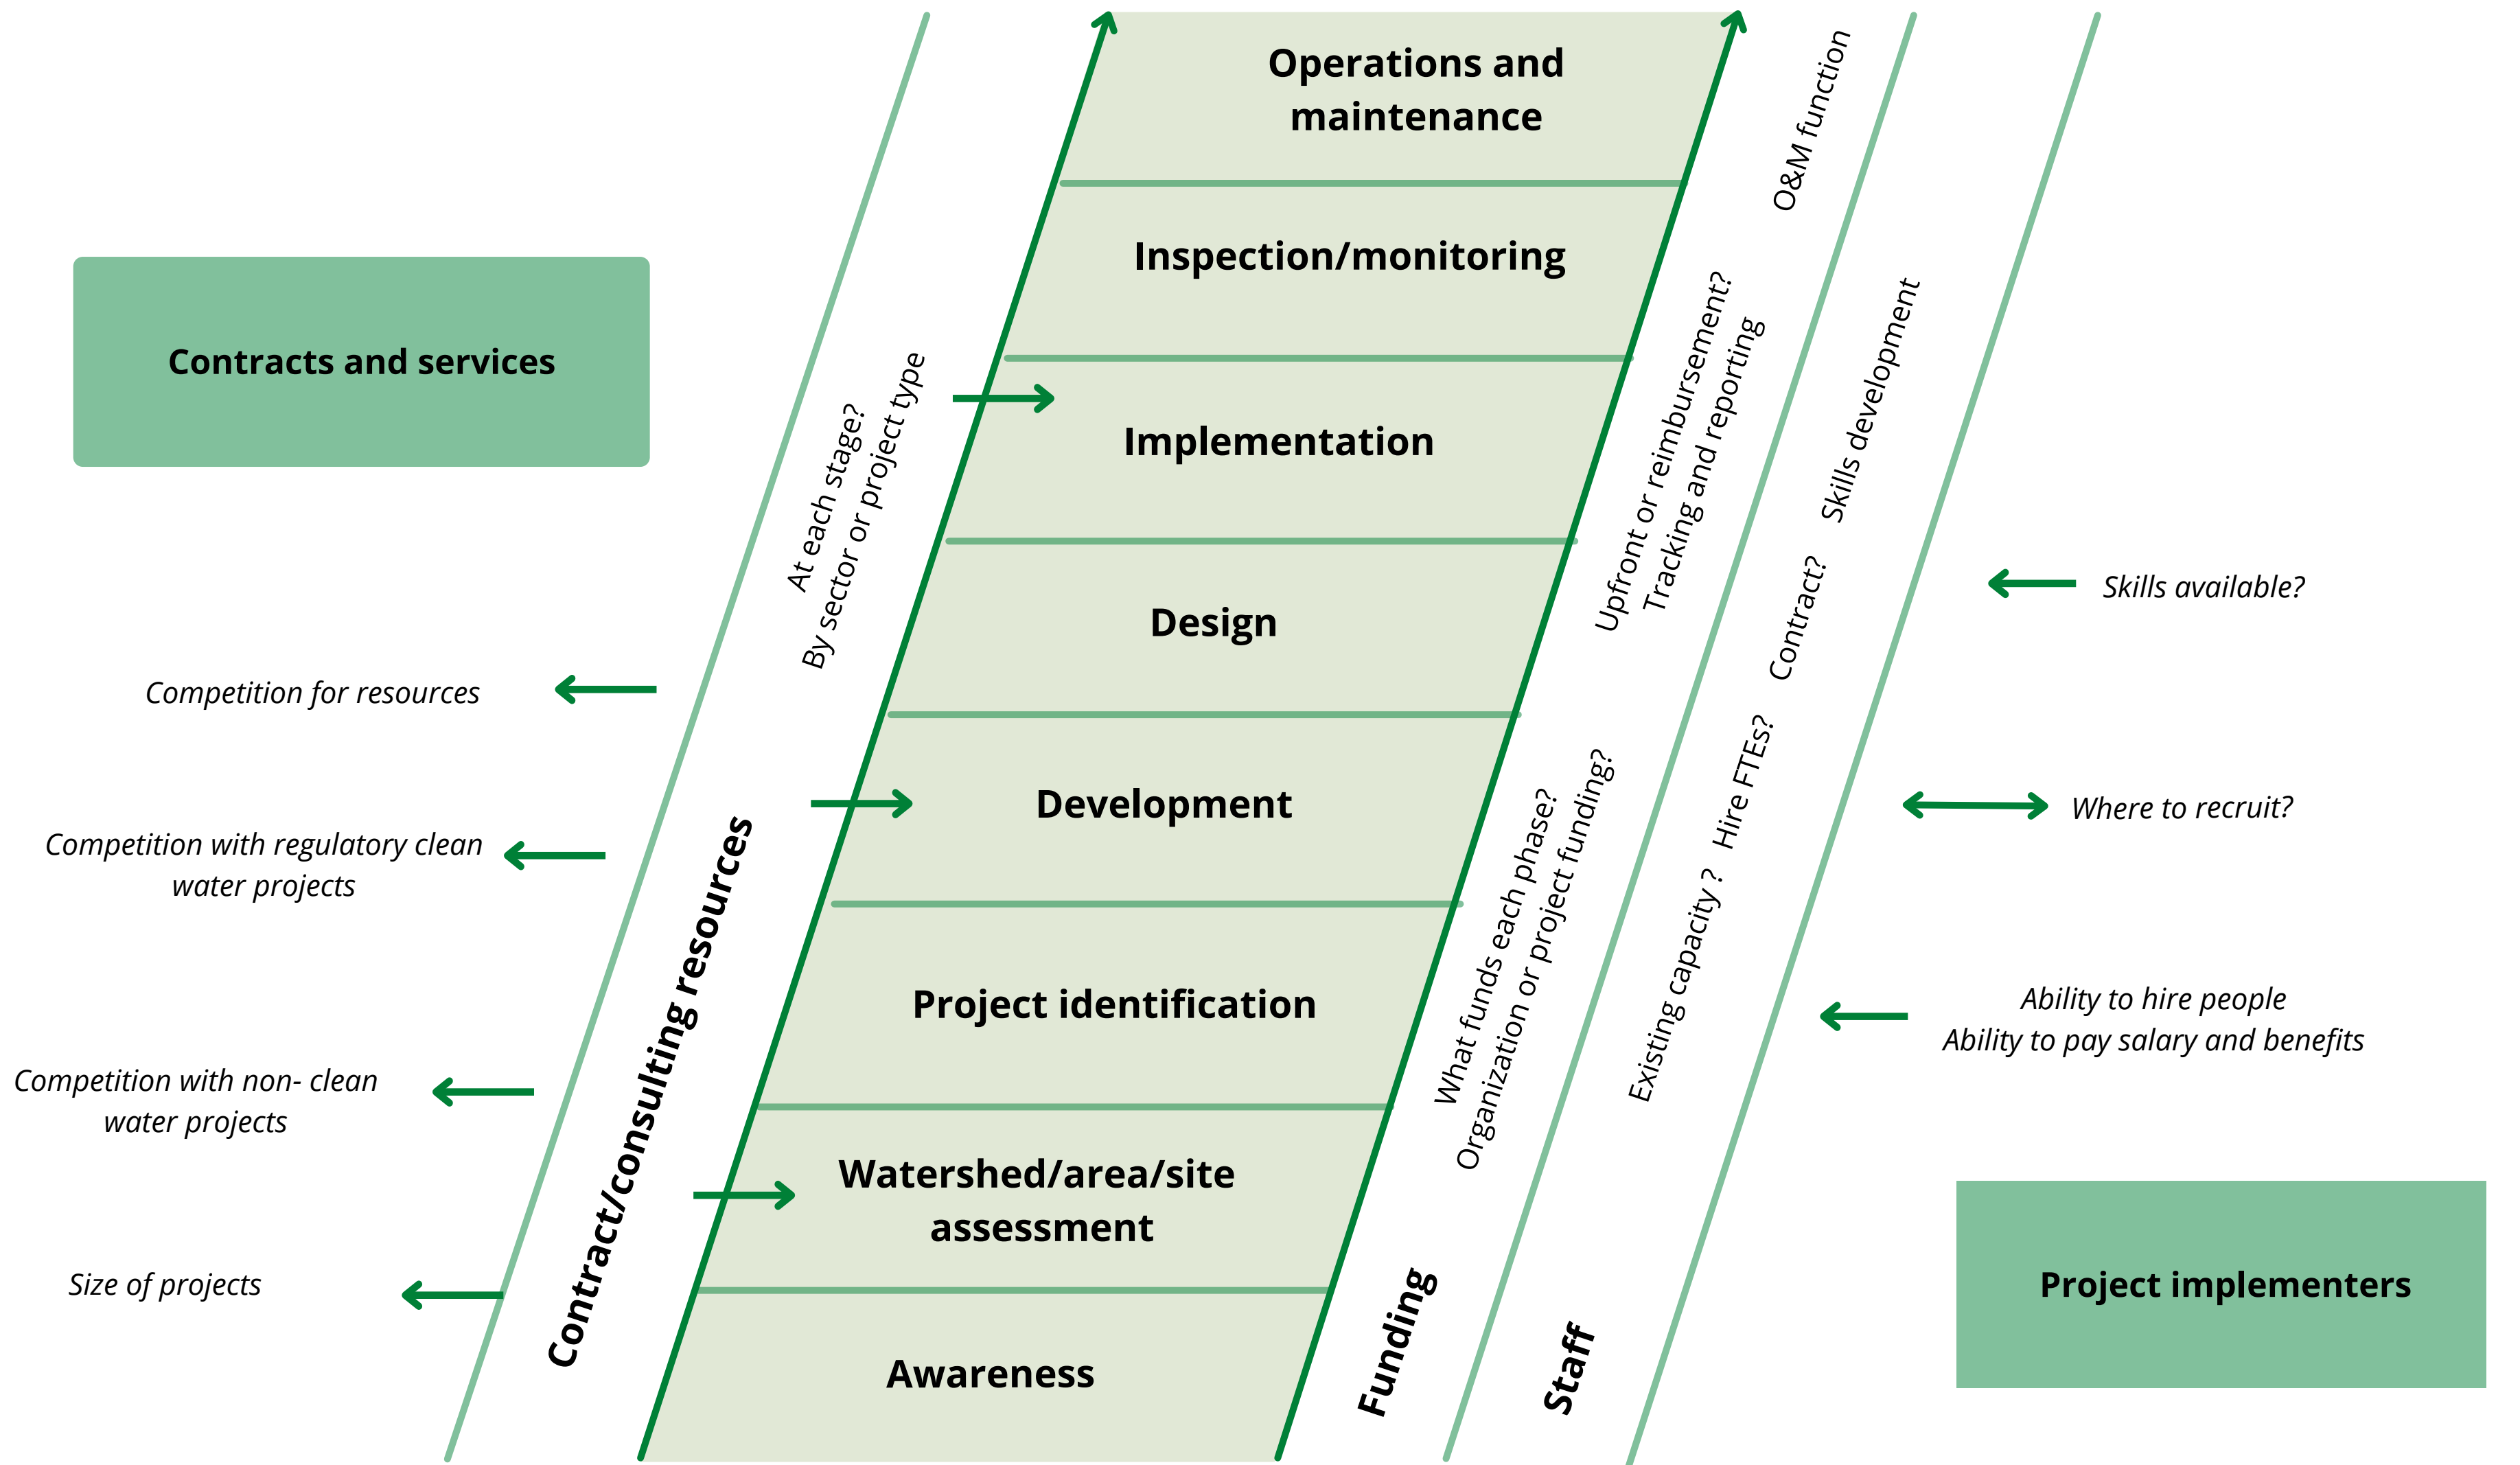 Operations and
maintenance
Inspection/monitoring
Implementation
Design
Development
Project identification
Watershed/area/site
assessment
Awareness
Contracts and services
Competition for resources
Competition with regulatory clean
water projects
Competition with non- clean
water projects
Size of projects
Contract/consulting resources
At each stage?
By sector or project type
Funding
What funds each phase?
Organization or project funding?
Upfront or reimbursement?
Tracking and reporting
O&M function
Staff
Existing capacity ?
Hire FTEs?
Contract?
Skills development
Skills available?
Where to recruit?
Ability to hire people
Ability to pay salary and benefits
Project implementers